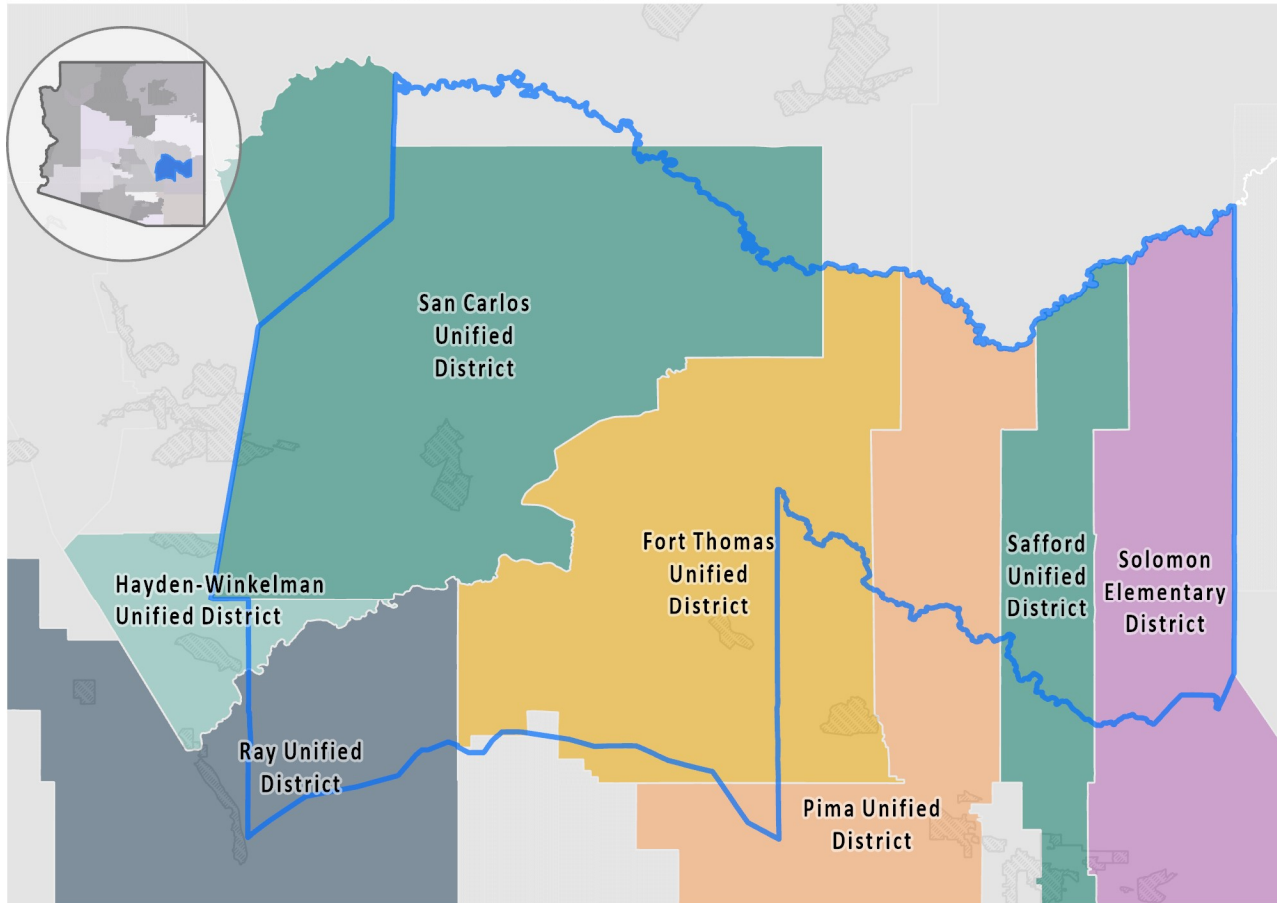 San Carlos
Unified
District
Fort Thomas
Unified
District
Safford
Unified
District
Solomon
Elementary
District
Hayden-Winkelman
Unified District
Ray Unified
District
Pima Unified
District